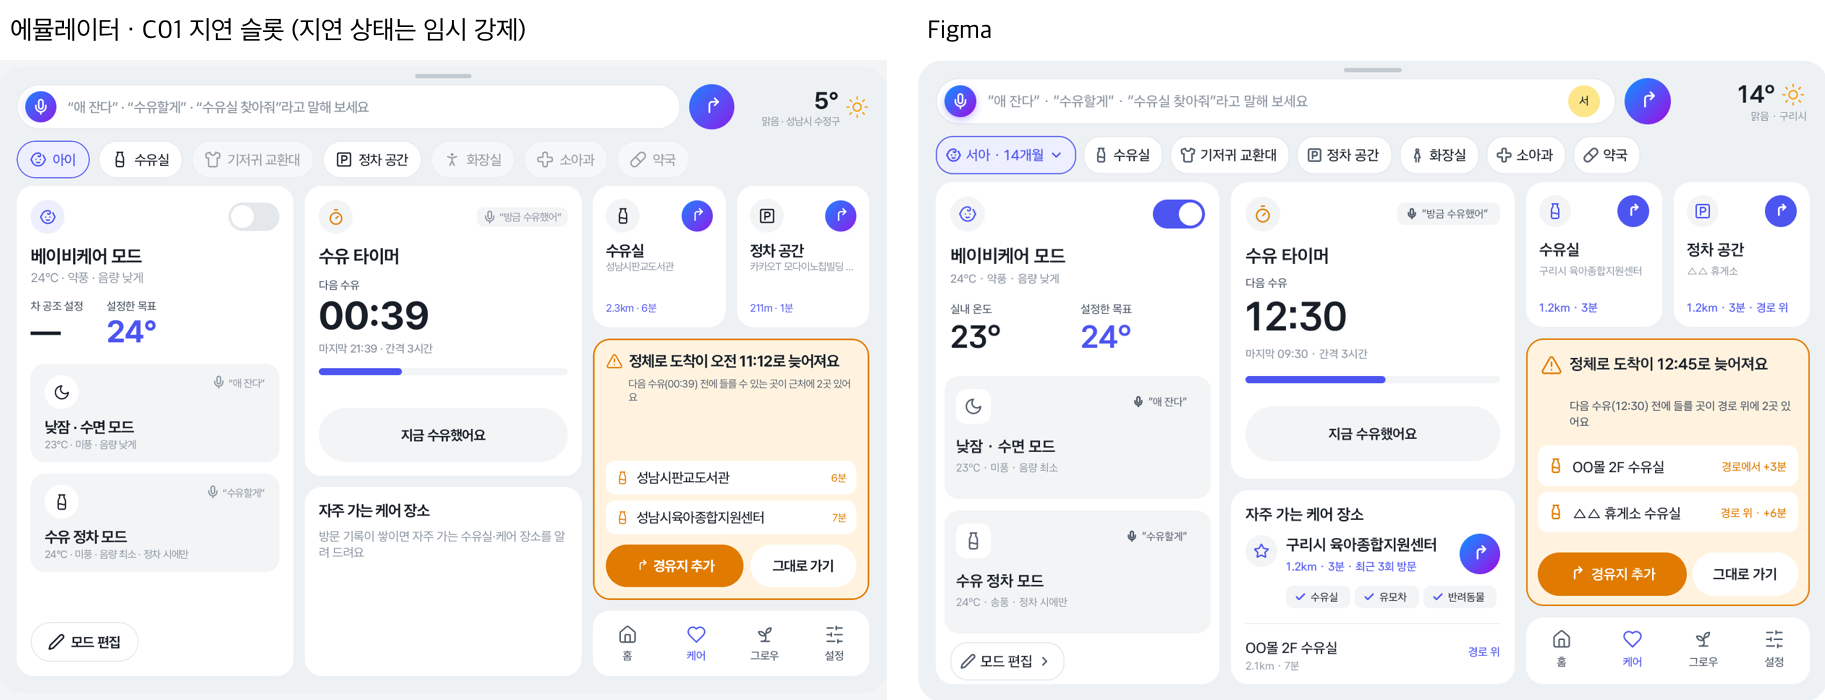 에뮬레이터 · C01 지연 슬롯 (지연 상태는 임시 강제)
“애 잔다” · “수유할게” · “수유실 찾아줘”라고 말해 보세요
5°
맑음 · 성남시 수정구
아이
수유실
기저귀 교환대
정차 공간
화장실
소아과
약국
베이비케어 모드
24°C · 약풍 · 음량 낮게
차 공조 설정
설정한 목표
—
24°
“애 잔다”
낮잠 · 수면 모드
23°C · 미풍 · 음량 낮게
“수유할게”
수유 정차 모드
24°C · 미풍 · 음량 최소 · 정차 시에만
모드 편집
“방금 수유했어”
수유 타이머
다음 수유
00:39
마지막 21:39 · 간격 3시간
지금 수유했어요
자주 가는 케어 장소
방문 기록이 쌓이면 자주 가는 수유실·케어 장소를 알
려 드려요
수유실
성남시판교도서관
2.3km · 6분
정차 공간
카카오T 모다이노칩빌딩 ...
211m · 1분
정체로 도착이 오전 11:12로 늦어져요
다음 수유(00:39) 전에 들를 수 있는 곳이 근처에 2곳 있어
요
성남시판교도서관
6분
성남시육아종합지원센터
7분
경유지 추가
그대로 가기
홈
케어
그로우
설정
Figma
“애 잔다” · “수유할게” · “수유실 찾아줘”라고 말해 보세요
서
14°
맑음 · 구리시
서아 · 14개월
수유실
기저귀 교환대
정차 공간
화장실
소아과
약국
베이비케어 모드
24°C · 약풍 · 음량 낮게
실내 온도
설정한 목표
23°
24°
“애 잔다”
낮잠 · 수면 모드
23°C · 미풍 · 음량 최소
“수유할게”
수유 정차 모드
24°C · 송풍 · 정차 시에만
모드 편집
“방금 수유했어”
수유 타이머
다음 수유
12:30
마지막 09:30 · 간격 3시간
지금 수유했어요
자주 가는 케어 장소
구리시 육아종합지원센터
1.2km · 3분 · 최근 3회 방문
수유실
유모차
반려동물
OO몰 2F 수유실
2.1km · 7분
경로 위
수유실
구리시 육아종합지원센터
1.2km · 3분
정차 공간
△△ 휴게소
1.2km · 3분 · 경로 위
정체로 도착이 12:45로 늦어져요
다음 수유(12:30) 전에 들를 곳이 경로 위에 2곳 있
어요
OO몰 2F 수유실
경로에서 +3분
△△ 휴게소 수유실
경로 위 · +6분
경유지 추가
그대로 가기
홈
케어
그로우
설정